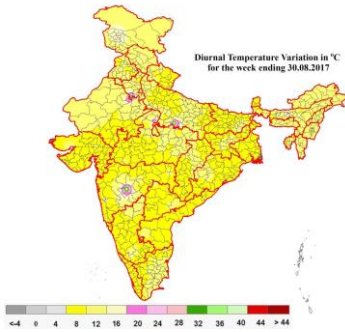 Diurnal Temperature Variation in °C
for the week ending 30.08.2017
<-4 0 4 8 12 16 20 24 28 32 36 40 44 > 44